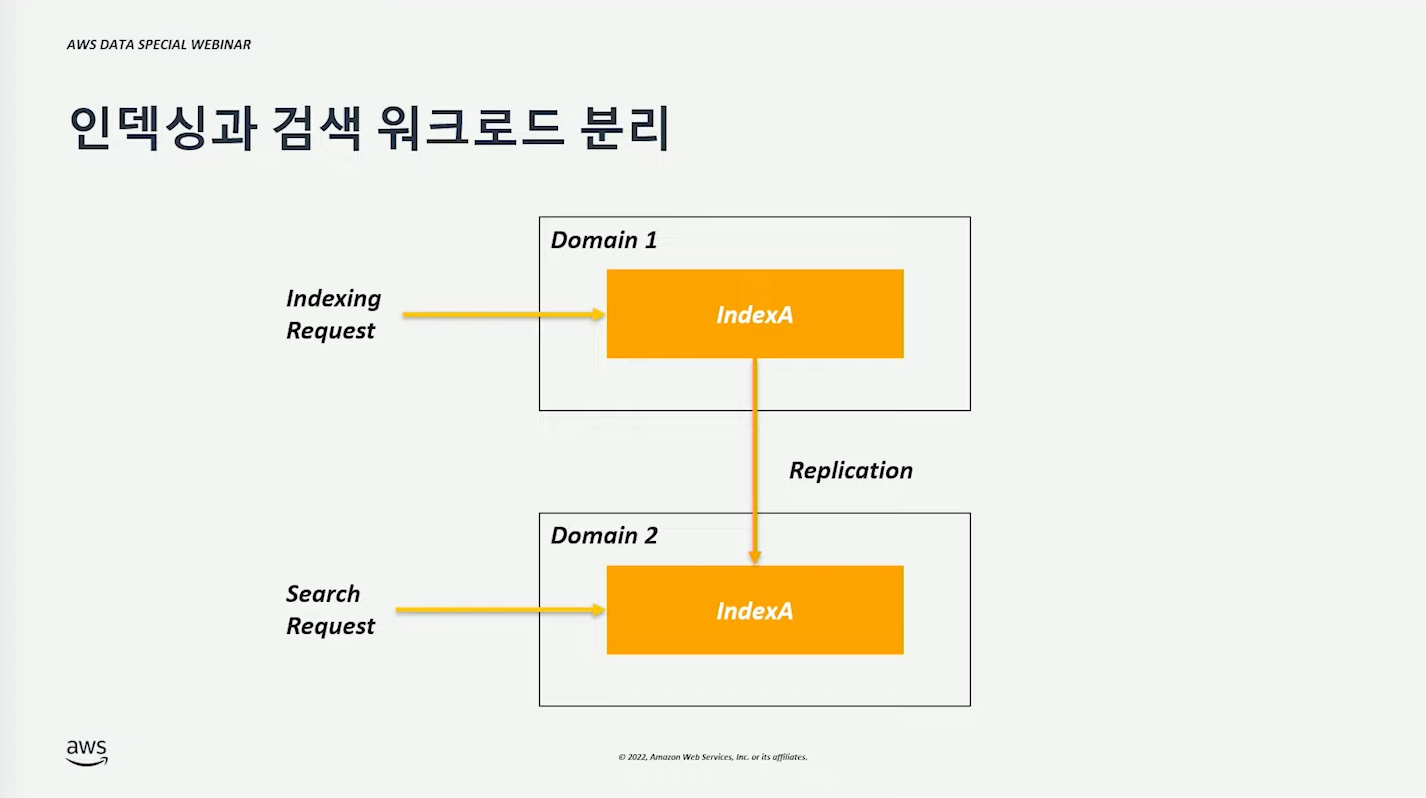 AWS DATA SPECIAL WEBINAR
인덱싱과 검색 워크로드 분리
Domain 1
Indexing
Request
IndexA
Replication
Domain 2
Search
Request
IndexA
aws
© 2022, Amazon Web Services, Inc. or its affiliates.